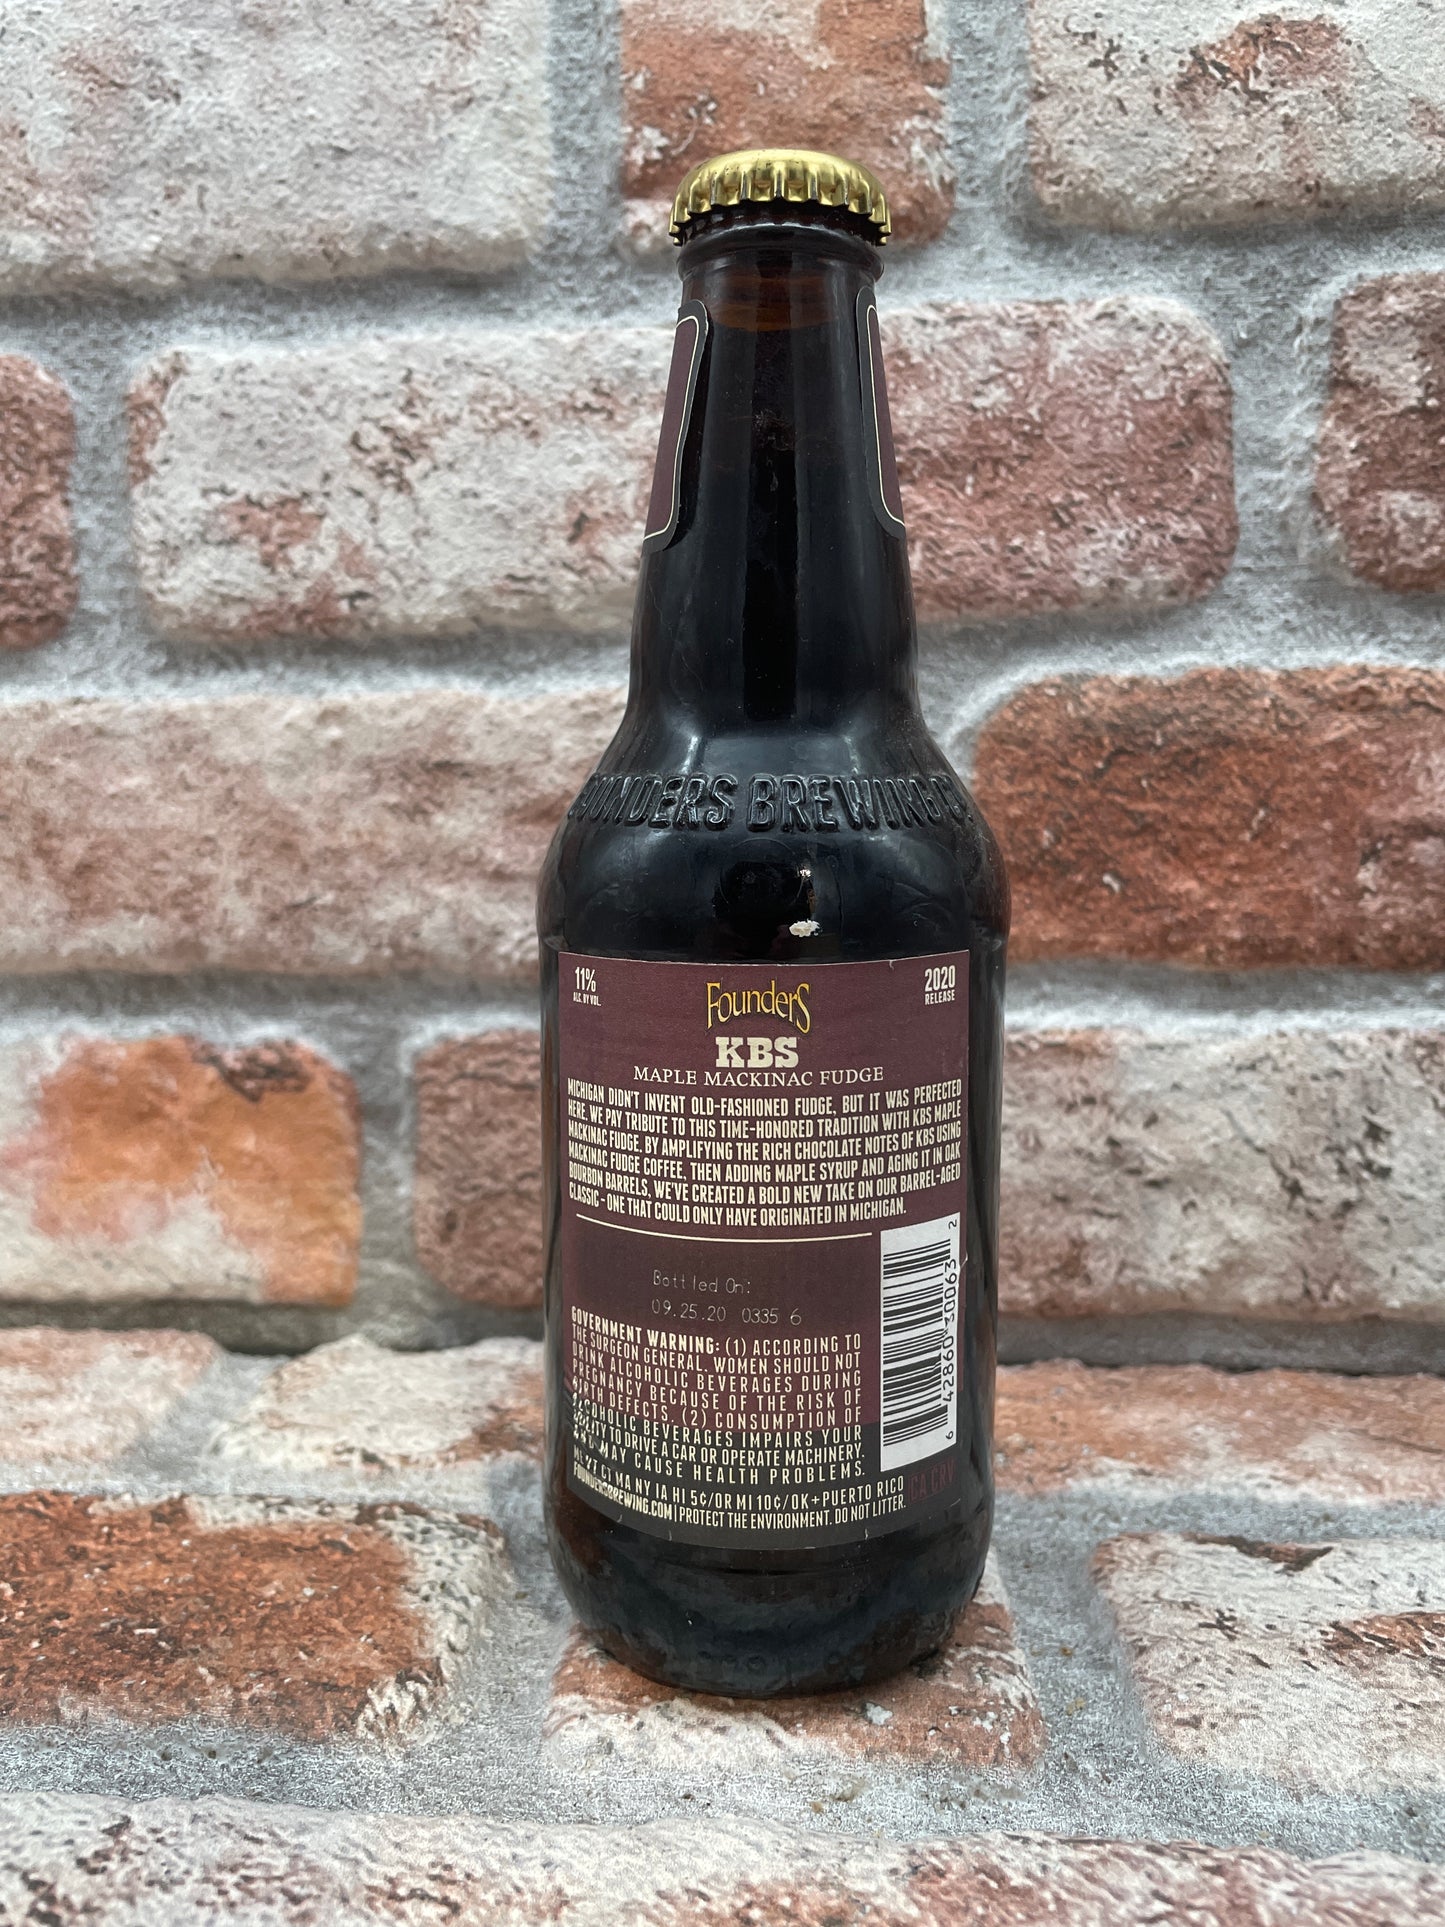 FOUNDERS BREWING C
11%
ALC. BY VOL.
2020
RELEASE
FounderS
KBS
MAPLE MACKINAC FUDGE
MICHIGAN DIDN'T INVENT OLD-FASHIONED FUDGE, BUT IT WAS PERFECTED
HERE. WE PAY TRIBUTE TO THIS TIME-HONORED TRADITION WITH KBS MAPLE
MACKINAC FUDGE. BY AMPLIFYING THE RICH CHOCOLATE NOTES OF KBS USING
MACKINAC FUDGE COFFEE, THEN ADDING MAPLE SYRUP AND AGING IT IN OAK
BOURBON BARRELS, WE'VE CREATED A BOLD NEW TAKE ON OUR BARREL-AGED
CLASSIC - ONE THAT COULD ONLY HAVE ORIGINATED IN MICHIGAN.
Bottled On:
09.25.20 0335 6
GOVERNMENT WARNING: (1) ACCORDING TO
THE SURGEON GENERAL, WOMEN SHOULD NOT
DRINK ALCOHOLIC BEVERAGES DURING
PREGNANCY BECAUSE OF THE RISK OF
BIRTH DEFECTS. (2) CONSUMPTION OF
ALCOHOLIC BEVERAGES IMPAIRS YOUR
ABILITY TO DRIVE A CAR OR OPERATE MACHINERY,
AND MAY CAUSE HEALTH PROBLEMS.
ME VT CT MA NY IA HI 5¢/OR MI 10¢/OK+PUERTO RICO
FOUNDERSBREWING.COM | PROTECT THE ENVIRONMENT. DO NOT LITTER.
CA CRV
6 42860 30063 2